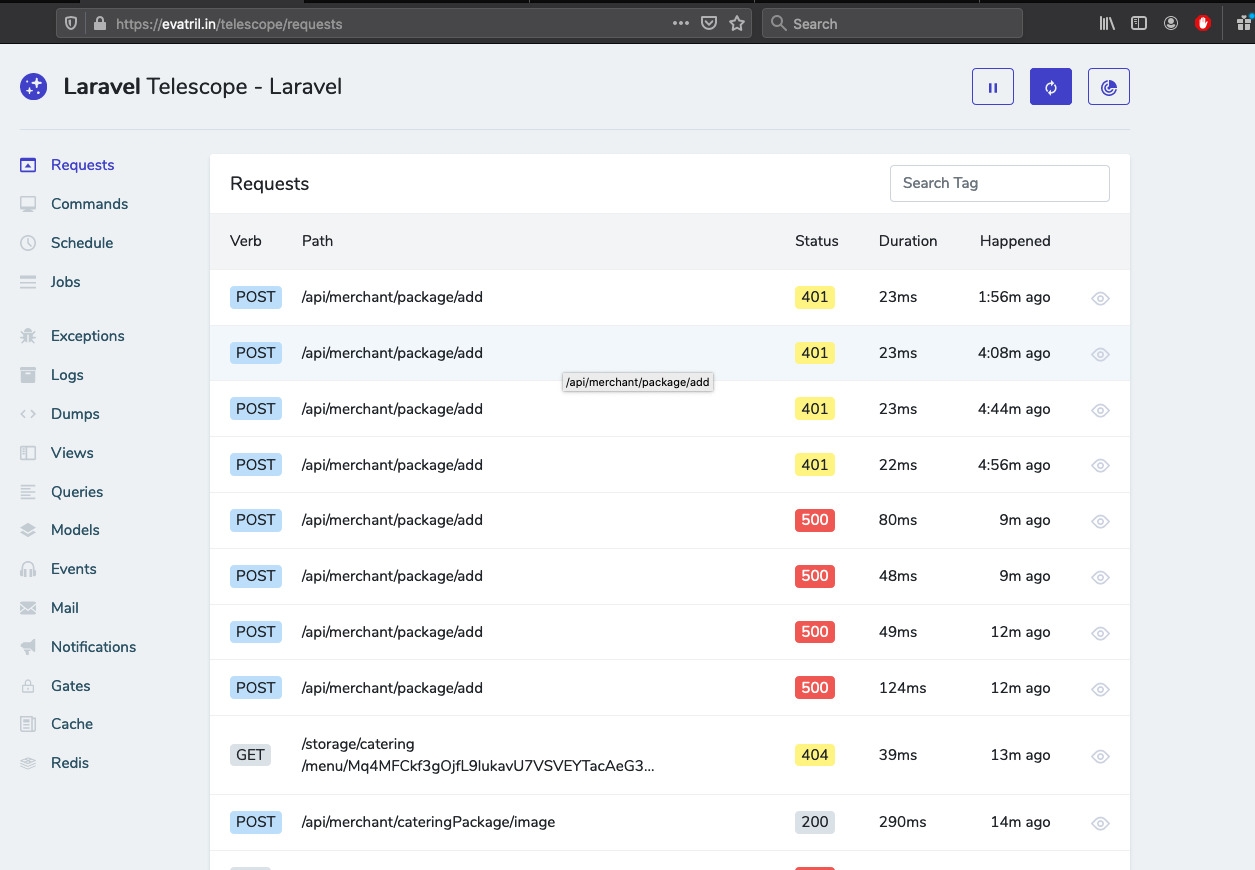 https://evatril.in/telescope/requests
Search
Laravel Telescope - Laravel
Requests
Commands
Schedule
Jobs
Exceptions
Logs
Dumps
Views
Queries
Models
Events
Mail
Notifications
Gates
Cache
Redis
Requests
Search Tag
Verb Path Status Duration Happened
POST /api/merchant/package/add 401 23ms 1:56m ago
POST /api/merchant/package/add 401 23ms 4:08m ago
/api/merchant/package/add
POST /api/merchant/package/add 401 23ms 4:44m ago
POST /api/merchant/package/add 401 22ms 4:56m ago
POST /api/merchant/package/add 500 80ms 9m ago
POST /api/merchant/package/add 500 48ms 9m ago
POST /api/merchant/package/add 500 49ms 12m ago
POST /api/merchant/package/add 500 124ms 12m ago
/storage/catering
GET /menu/Mq4MFCkf3gOjfL9lukavU7VSVEYTacAeG3... 404 39ms 13m ago
POST /api/merchant/cateringPackage/image 200 290ms 14m ago